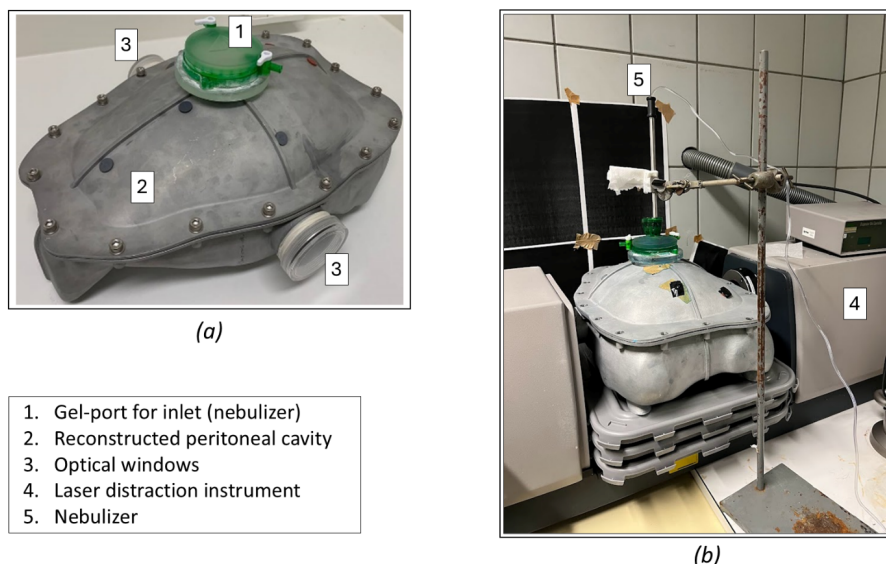 1
3
2
3
(a)
5
4
(b)
1. Gel-port for inlet (nebulizer)
2. Reconstructed peritoneal cavity
3. Optical windows
4. Laser distraction instrument
5. Nebulizer